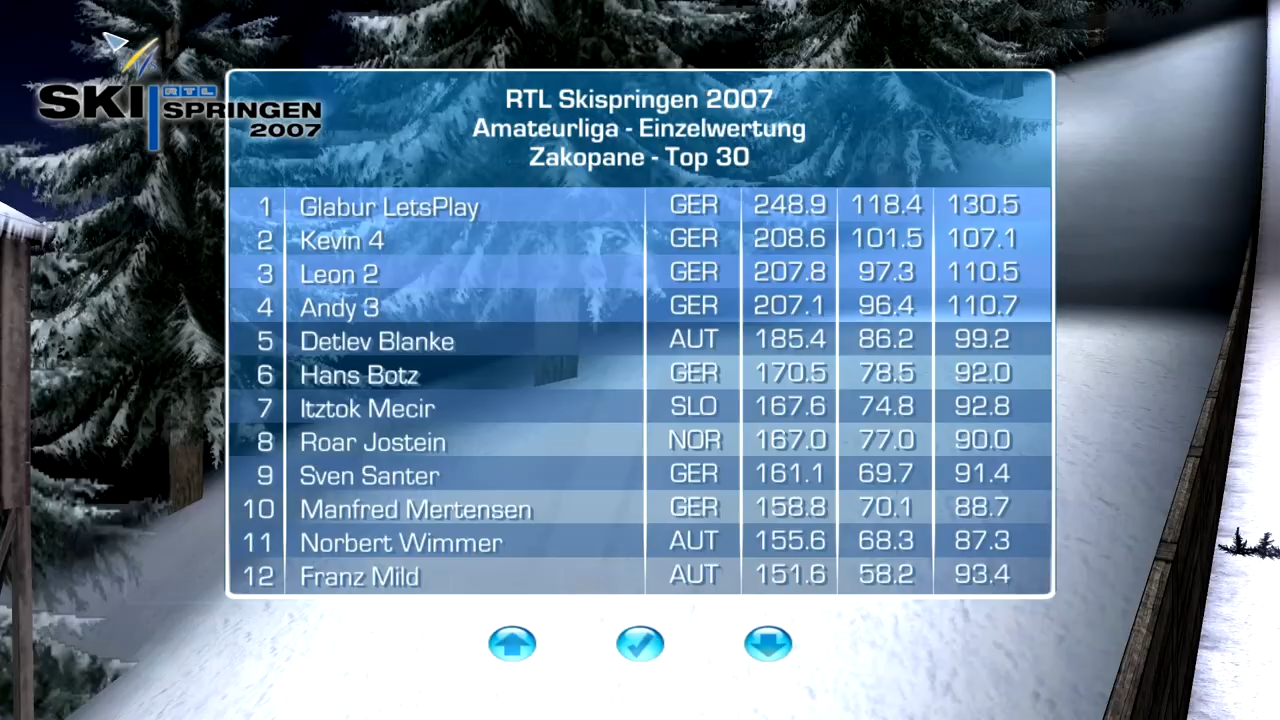 SKI RTL SPRINGEN 2007
RTL Skispringen 2007
Amateurliga - Einzelwertung
Zakopane - Top 30
1 Glabur LetsPlay GER 248.9 118.4 130.5
2 Kevin 4 GER 208.6 101.5 107.1
3 Leon 2 GER 207.8 97.3 110.5
4 Andy 3 GER 207.1 96.4 110.7
5 Detlev Blanke AUT 185.4 86.2 99.2
6 Hans Botz GER 170.5 78.5 92.0
7 Itztok Mecir SLO 167.6 74.8 92.8
8 Roar Jostein NOR 167.0 77.0 90.0
9 Sven Santer GER 161.1 69.7 91.4
10 Manfred Mertensen GER 158.8 70.1 88.7
11 Norbert Wimmer AUT 155.6 68.3 87.3
12 Franz Mild AUT 151.6 58.2 93.4